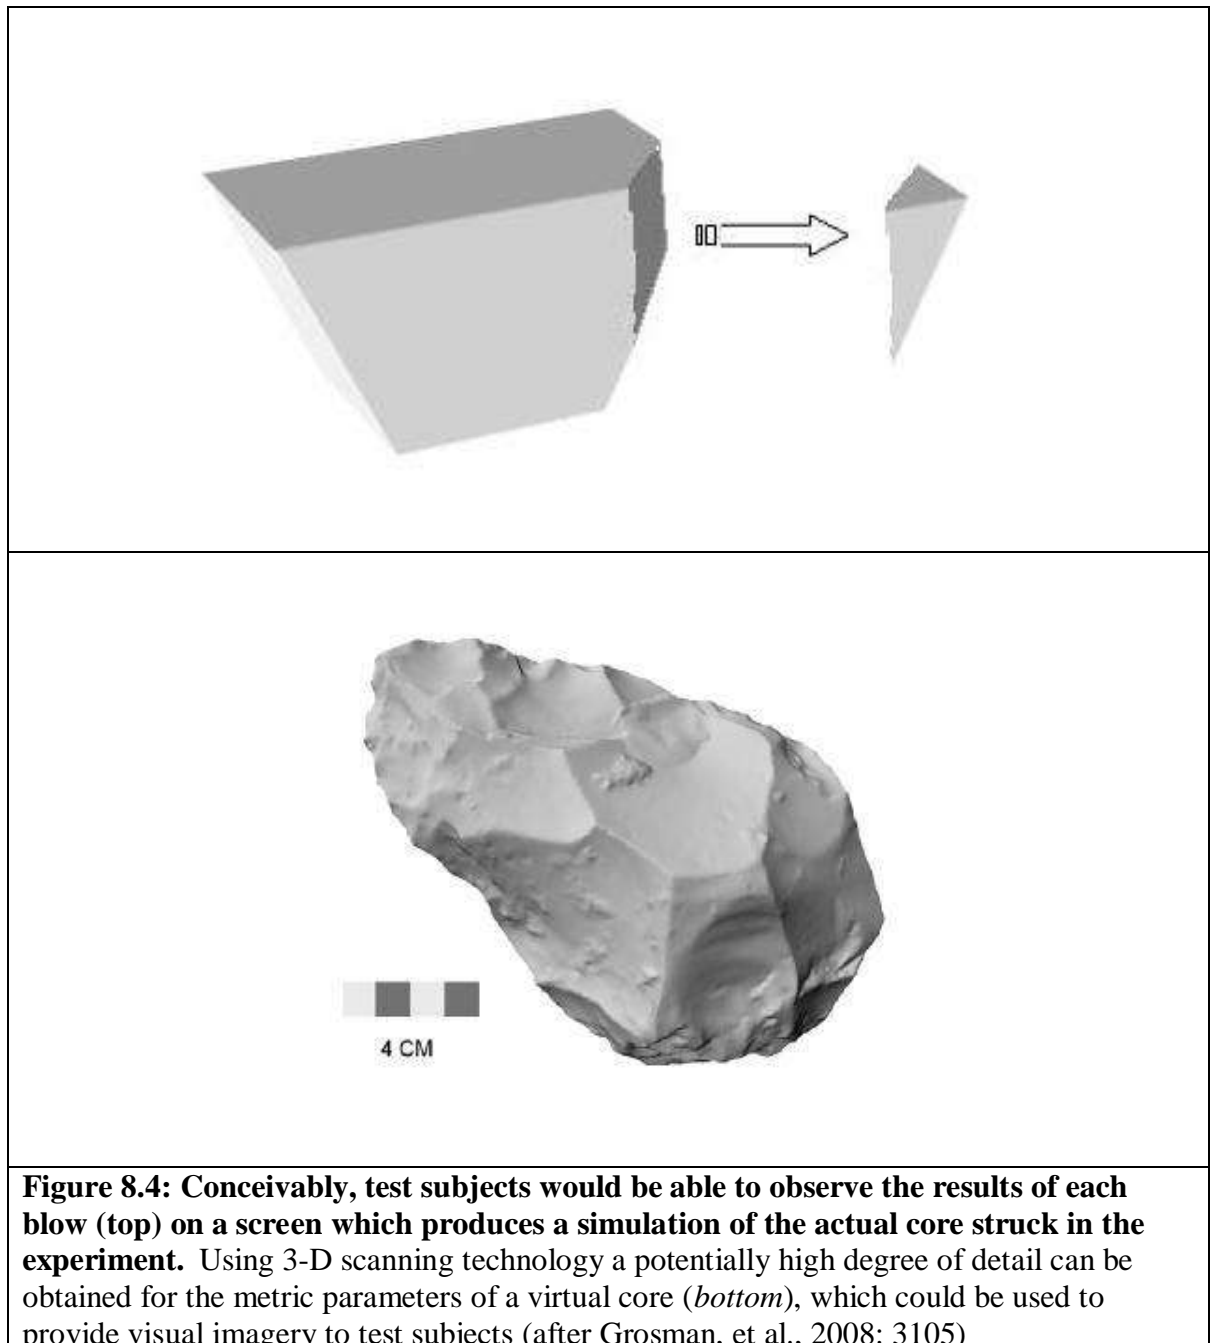 4 CM
Figure 8.4: Conceivably, test subjects would be able to observe the results of each
blow (top) on a screen which produces a simulation of the actual core struck in the
experiment. Using 3-D scanning technology a potentially high degree of detail can be
obtained for the metric parameters of a virtual core (bottom), which could be used to
provide visual imagery to test subjects (after Grosman, et al., 2008: 3105)